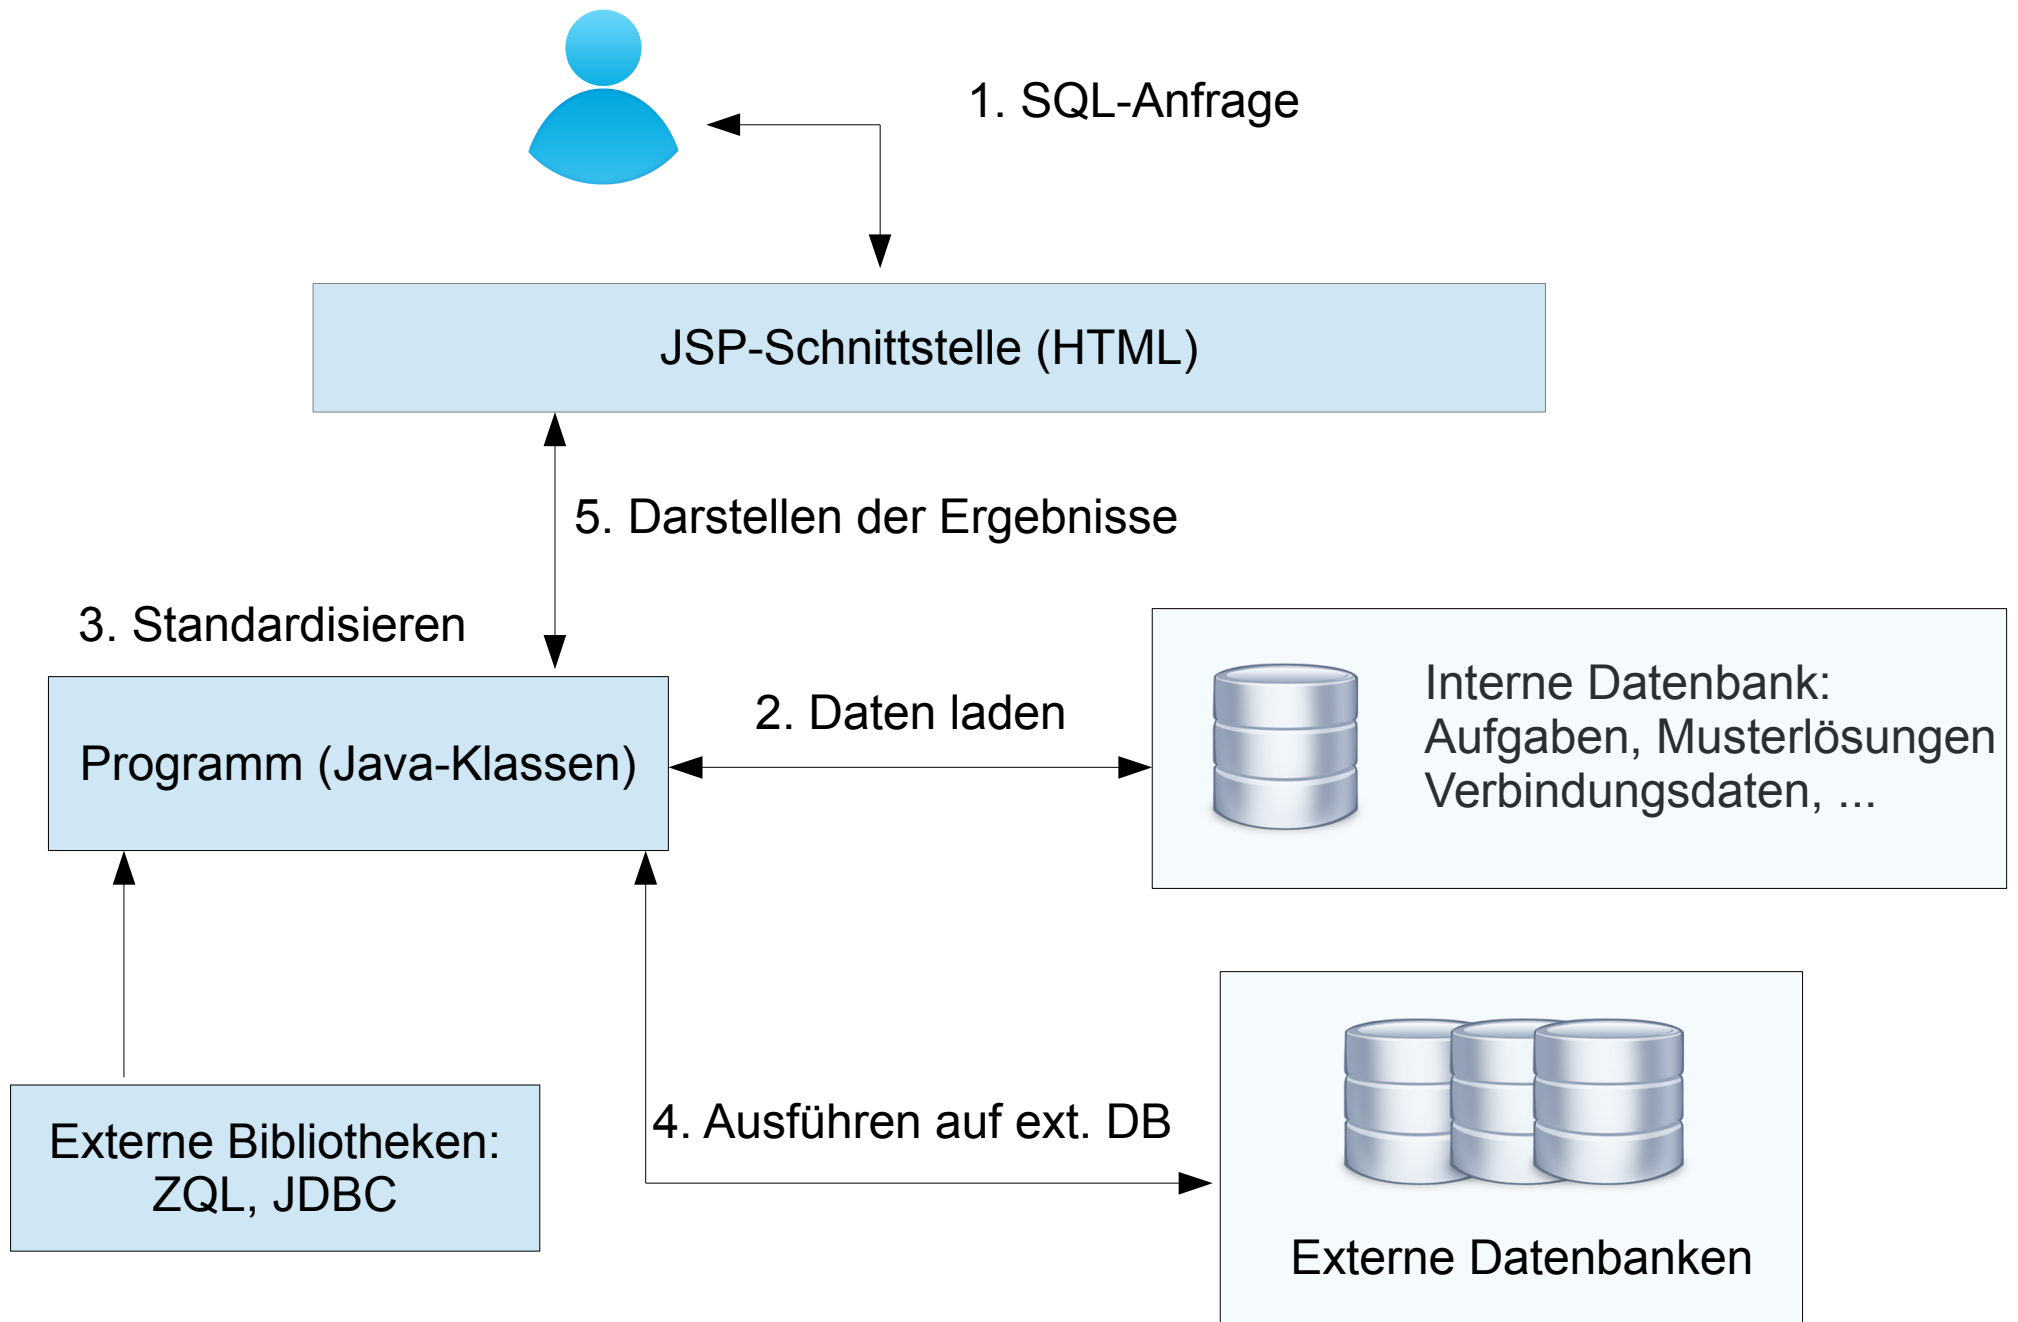 1. SQL-Anfrage
JSP-Schnittstelle (HTML)
5. Darstellen der Ergebnisse
3. Standardisieren
Programm (Java-Klassen)
2. Daten laden
Interne Datenbank:
Aufgaben, Musterlösungen
Verbindungsdaten, ...
4. Ausführen auf ext. DB
Externe Bibliotheken:
ZQL, JDBC
Externe Datenbanken